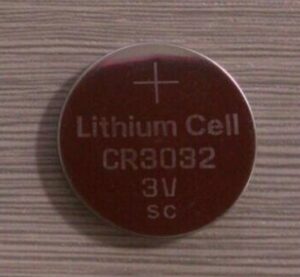 +
Lithium Cell
CR3032
3V
SC